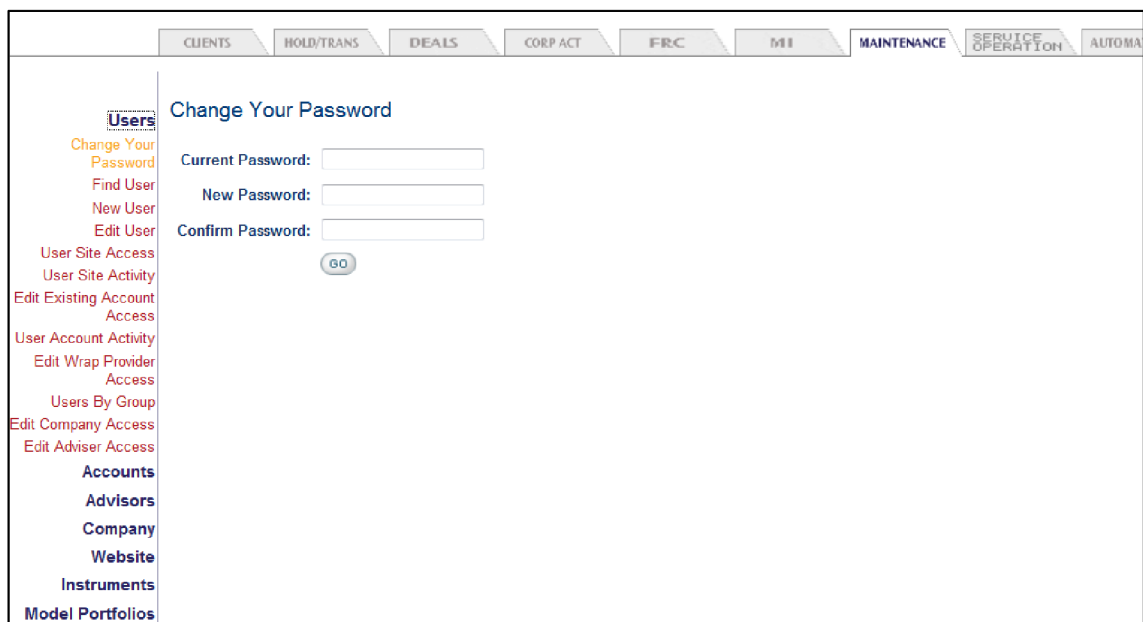 CLIENTS HOLD/TRANS DEALS CORP ACT FRC MI MAINTENANCE SERVICE OPERATION AUTOMA
Users
Change Your
Password
Find User
New User
Edit User
User Site Access
User Site Activity
Edit Existing Account
Access
User Account Activity
Edit Wrap Provider
Access
Users By Group
Edit Company Access
Edit Adviser Access
Accounts
Advisors
Company
Website
Instruments
Model Portfolios
Change Your Password
Current Password:
New Password:
Confirm Password:
GO